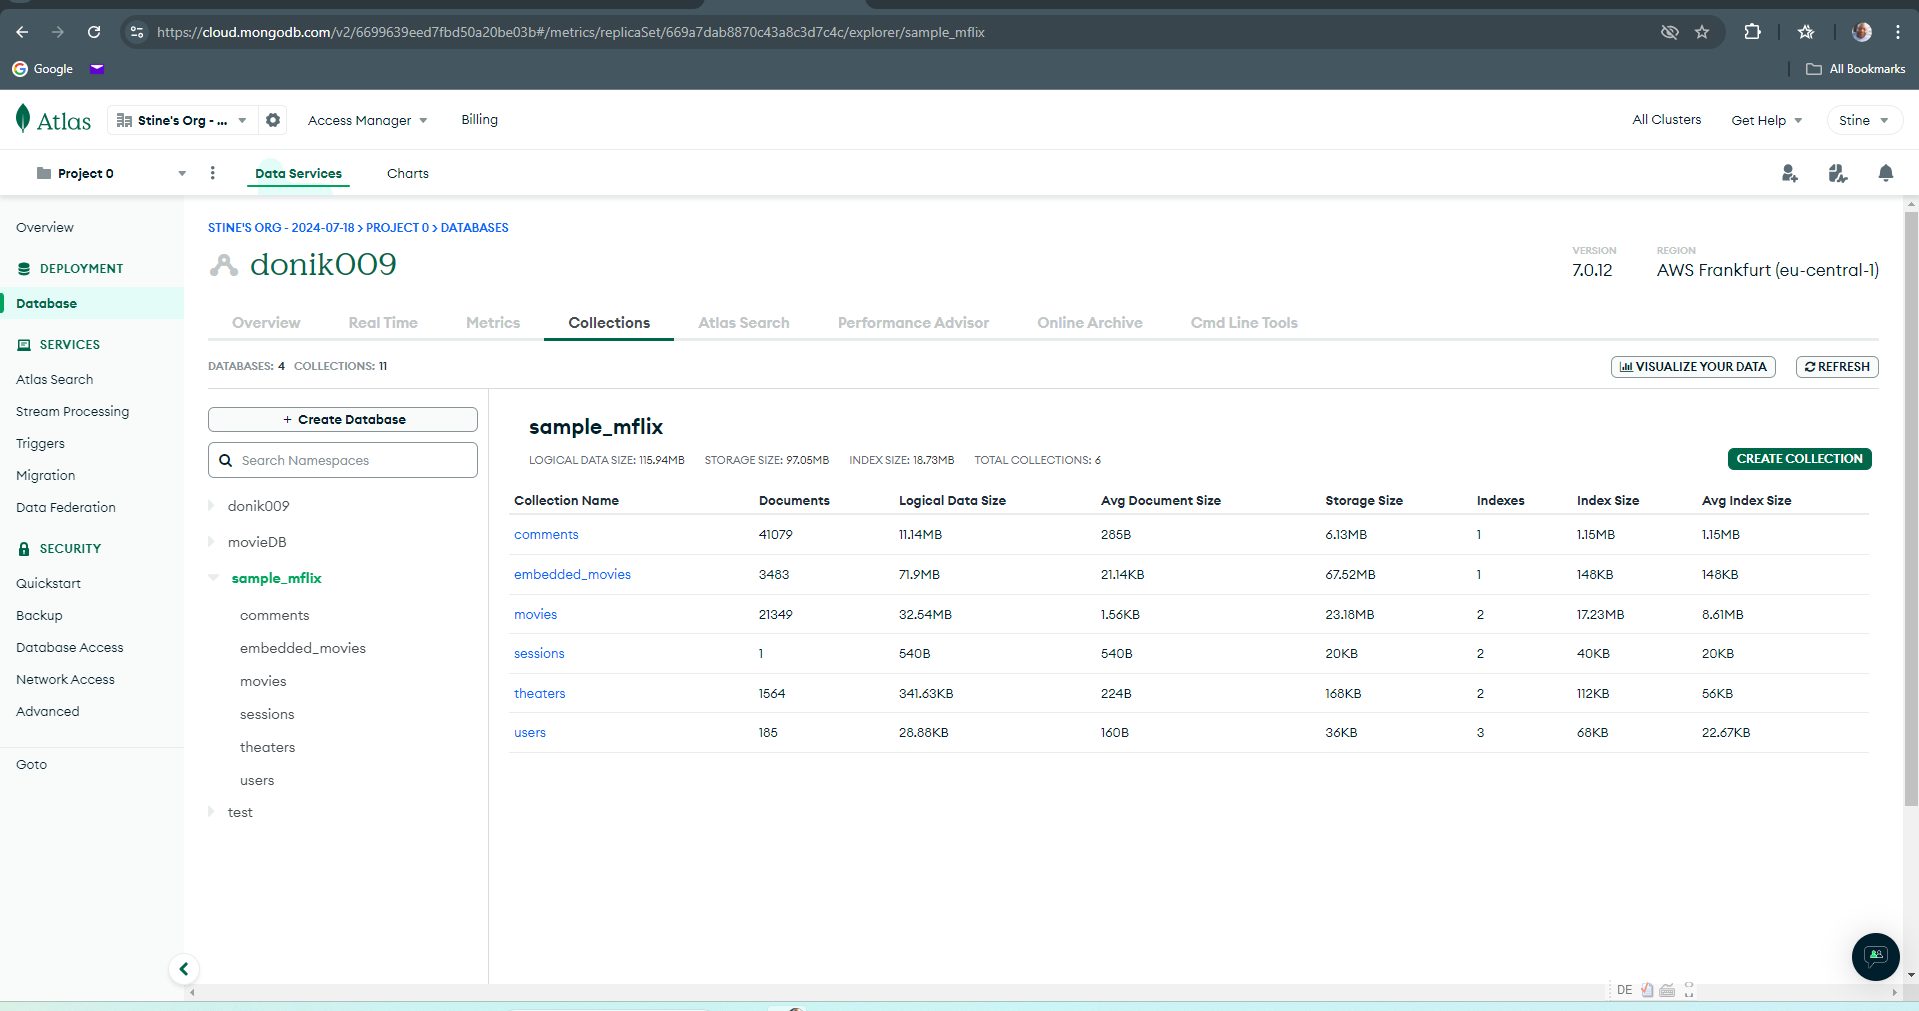 https://cloud.mongodb.com/v2/6699639eed7fbd50a20be03b#/metrics/replicaSet/669a7dab8870c43a8c3d7c4c/explorer/sample_mflix
Google
All Bookmarks
Atlas
Stine's Org - ...
Access Manager
Billing
All Clusters
Get Help
Stine
Project 0
Data Services
Charts
Overview
DEPLOYMENT
Database
SERVICES
Atlas Search
Stream Processing
Triggers
Migration
Data Federation
SECURITY
Quickstart
Backup
Database Access
Network Access
Advanced
Goto
STINE'S ORG - 2024-07-18 > PROJECT 0 > DATABASES
donik009
VERSION
7.0.12
REGION
AWS Frankfurt (eu-central-1)
Overview Real Time Metrics Collections Atlas Search Performance Advisor Online Archive Cmd Line Tools
DATABASES: 4 COLLECTIONS: 11
VISUALIZE YOUR DATA
REFRESH
+ Create Database
Search Namespaces
donik009
movieDB
sample_mflix
comments
embedded_movies
movies
sessions
theaters
users
test
sample_mflix
LOGICAL DATA SIZE: 115.94MB STORAGE SIZE: 97.05MB INDEX SIZE: 18.73MB TOTAL COLLECTIONS: 6
CREATE COLLECTION
Collection Name Documents Logical Data Size Avg Document Size Storage Size Indexes Index Size Avg Index Size
comments 41079 11.14MB 285B 6.13MB 1 1.15MB 1.15MB
embedded_movies 3483 71.9MB 21.14KB 67.52MB 1 148KB 148KB
movies 21349 32.54MB 1.56KB 23.18MB 2 17.23MB 8.61MB
sessions 1 540B 540B 20KB 2 40KB 20KB
theaters 1564 341.63KB 224B 168KB 2 112KB 56KB
users 185 28.88KB 160B 36KB 3 68KB 22.67KB
DE